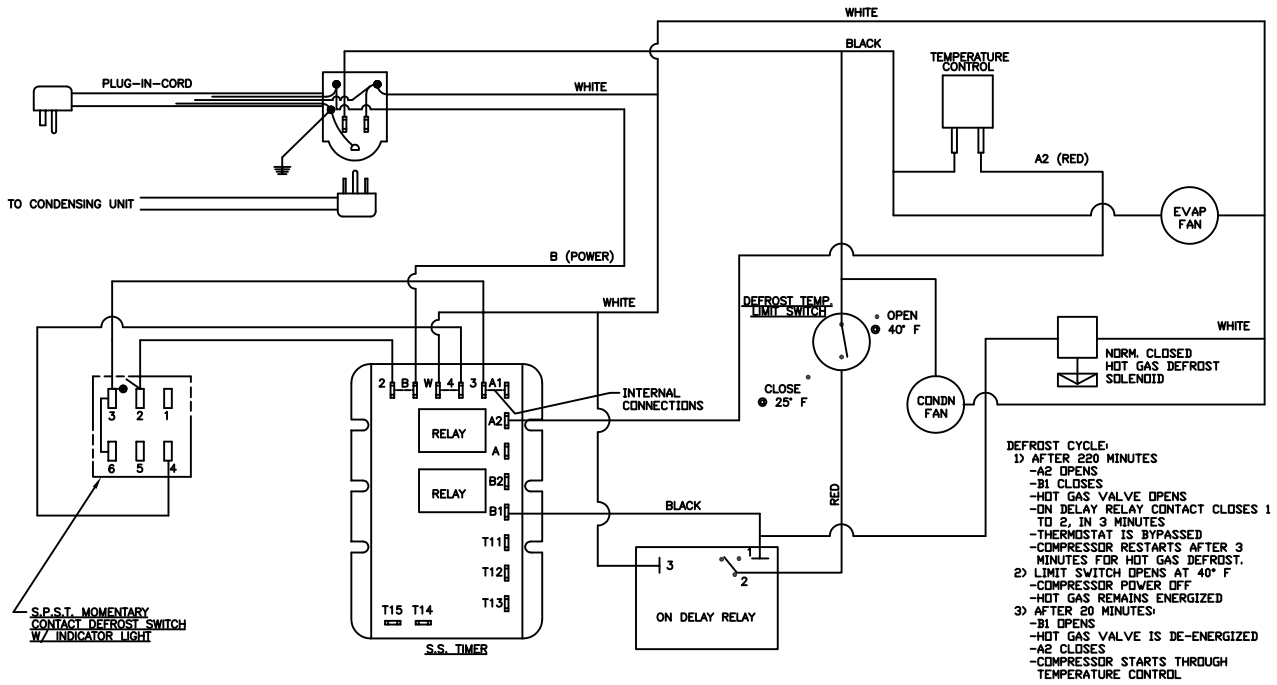 WHITE
BLACK
TEMPERATURE
CONTROL
PLUG-IN-CORD
WHITE
A2 (RED)
TO CONDENSING UNIT
EVAP
FAN
B (POWER)
WHITE
DEFROST TEMP.
LIMIT SWITCH
OPEN
40° F
WHITE
NORM. CLOSED
HOT GAS DEFROST
SOLENOID
CLOSE
25° F
CONDN
FAN
2 B W 4 3 A1
INTERNAL
CONNECTIONS
3 2 1
6 5 4
RELAY
A2
A
RELAY
B2
B1
T11
T12
T13
T15 T14
S.S. TIMER
BLACK
RED
1
3
2
ON DELAY RELAY
S.P.S.T. MOMENTARY
CONTACT DEFROST SWITCH
W/ INDICATOR LIGHT
DEFROST CYCLE:
1) AFTER 220 MINUTES
-A2 OPENS
-B1 CLOSES
-HOT GAS VALVE OPENS
-ON DELAY RELAY CONTACT CLOSES 1
TO 2, IN 3 MINUTES
-THERMOSTAT IS BYPASSED
-COMPRESSOR RESTARTS AFTER 3
MINUTES FOR HOT GAS DEFROST.
2) LIMIT SWITCH OPENS AT 40° F
-COMPRESSOR POWER OFF
-HOT GAS REMAINS ENERGIZED
3) AFTER 20 MINUTES:
-B1 OPENS
-HOT GAS VALVE IS DE-ENERGIZED
-A2 CLOSES
-COMPRESSOR STARTS THROUGH
TEMPERATURE CONTROL